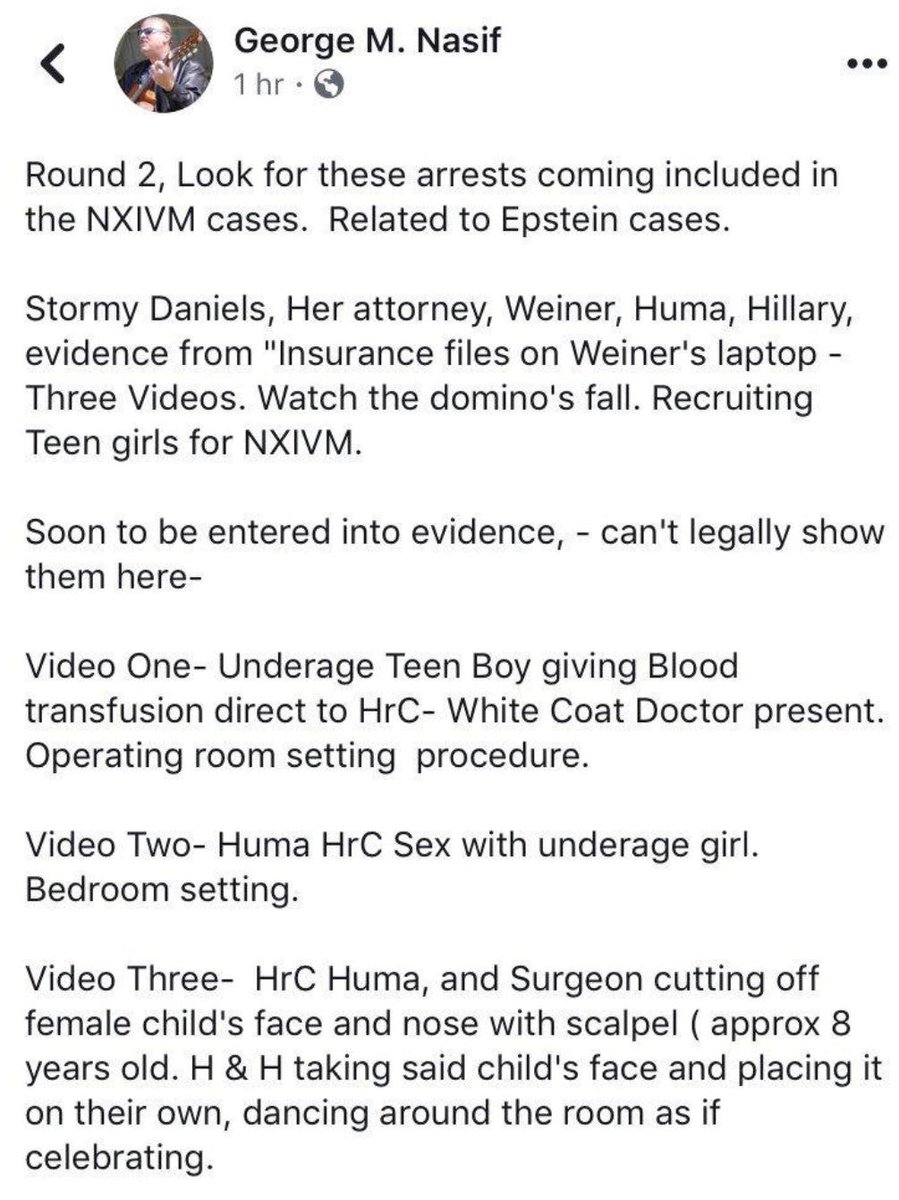 George M. Nasif
1 hr ·
Round 2, Look for these arrests coming included in
the NXIVM cases.  Related to Epstein cases.
Stormy Daniels, Her attorney, Weiner, Huma, Hillary,
evidence from "Insurance files on Weiner's laptop -
Three Videos. Watch the domino's fall. Recruiting
Teen girls for NXIVM.
Soon to be entered into evidence, - can't legally show
them here-
Video One- Underage Teen Boy giving Blood
transfusion direct to HrC- White Coat Doctor present.
Operating room setting  procedure.
Video Two- Huma HrC Sex with underage girl.
Bedroom setting.
Video Three-  HrC Huma, and Surgeon cutting off
female child's face and nose with scalpel ( approx 8
years old. H & H taking said child's face and placing it
on their own, dancing around the room as if
celebrating.